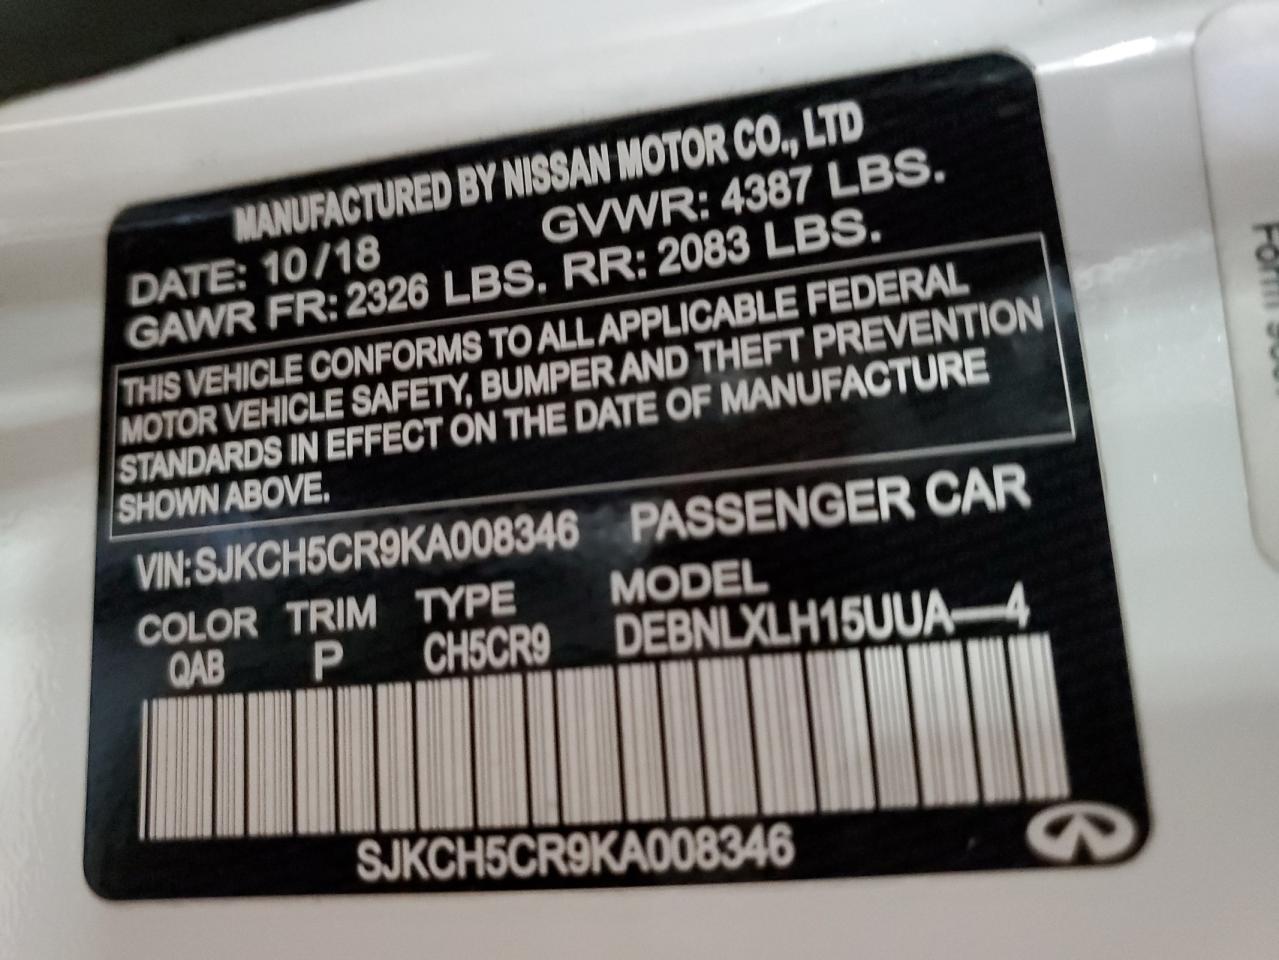 MANUFACTURED BY NISSAN MOTOR CO., LTD
DATE: 10/18 GVWR: 4387 LBS.
GAWR FR: 2326 LBS. RR: 2083 LBS.
THIS VEHICLE CONFORMS TO ALL APPLICABLE FEDERAL
MOTOR VEHICLE SAFETY, BUMPER AND THEFT PREVENTION
STANDARDS IN EFFECT ON THE DATE OF MANUFACTURE
SHOWN ABOVE.
VIN: SJKCH5CR9KA008346 PASSENGER CAR
COLOR TRIM TYPE MODEL
QAB P CH5CR9 DEBNLXLH15UUA—4
SJKCH5CR9KA008346
Form